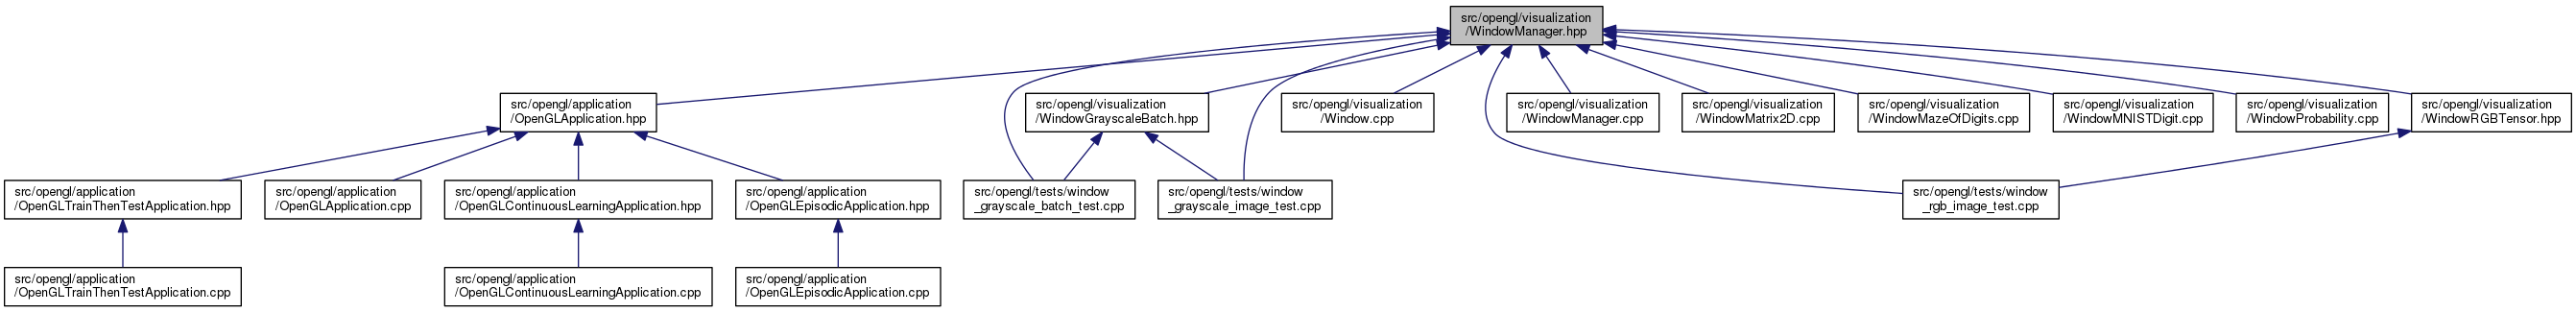 src/opengl/visualization
/WindowManager.hpp
src/opengl/application
/OpenGLApplication.hpp
src/opengl/visualization
/WindowGrayscaleBatch.hpp
src/opengl/visualization
/Window.cpp
src/opengl/visualization
/WindowManager.cpp
src/opengl/visualization
/WindowMatrix2D.cpp
src/opengl/visualization
/WindowMazeOfDigits.cpp
src/opengl/visualization
/WindowMNISTDigit.cpp
src/opengl/visualization
/WindowProbability.cpp
src/opengl/visualization
/WindowRGBTensor.hpp
src/opengl/application
/OpenGLTrainThenTestApplication.hpp
src/opengl/application
/OpenGLApplication.cpp
src/opengl/application
/OpenGLContinuousLearningApplication.hpp
src/opengl/application
/OpenGLEpisodicApplication.hpp
src/opengl/tests/window
_grayscale_batch_test.cpp
src/opengl/tests/window
_grayscale_image_test.cpp
src/opengl/tests/window
_rgb_image_test.cpp
src/opengl/application
/OpenGLTrainThenTestApplication.cpp
src/opengl/application
/OpenGLContinuousLearningApplication.cpp
src/opengl/application
/OpenGLEpisodicApplication.cpp